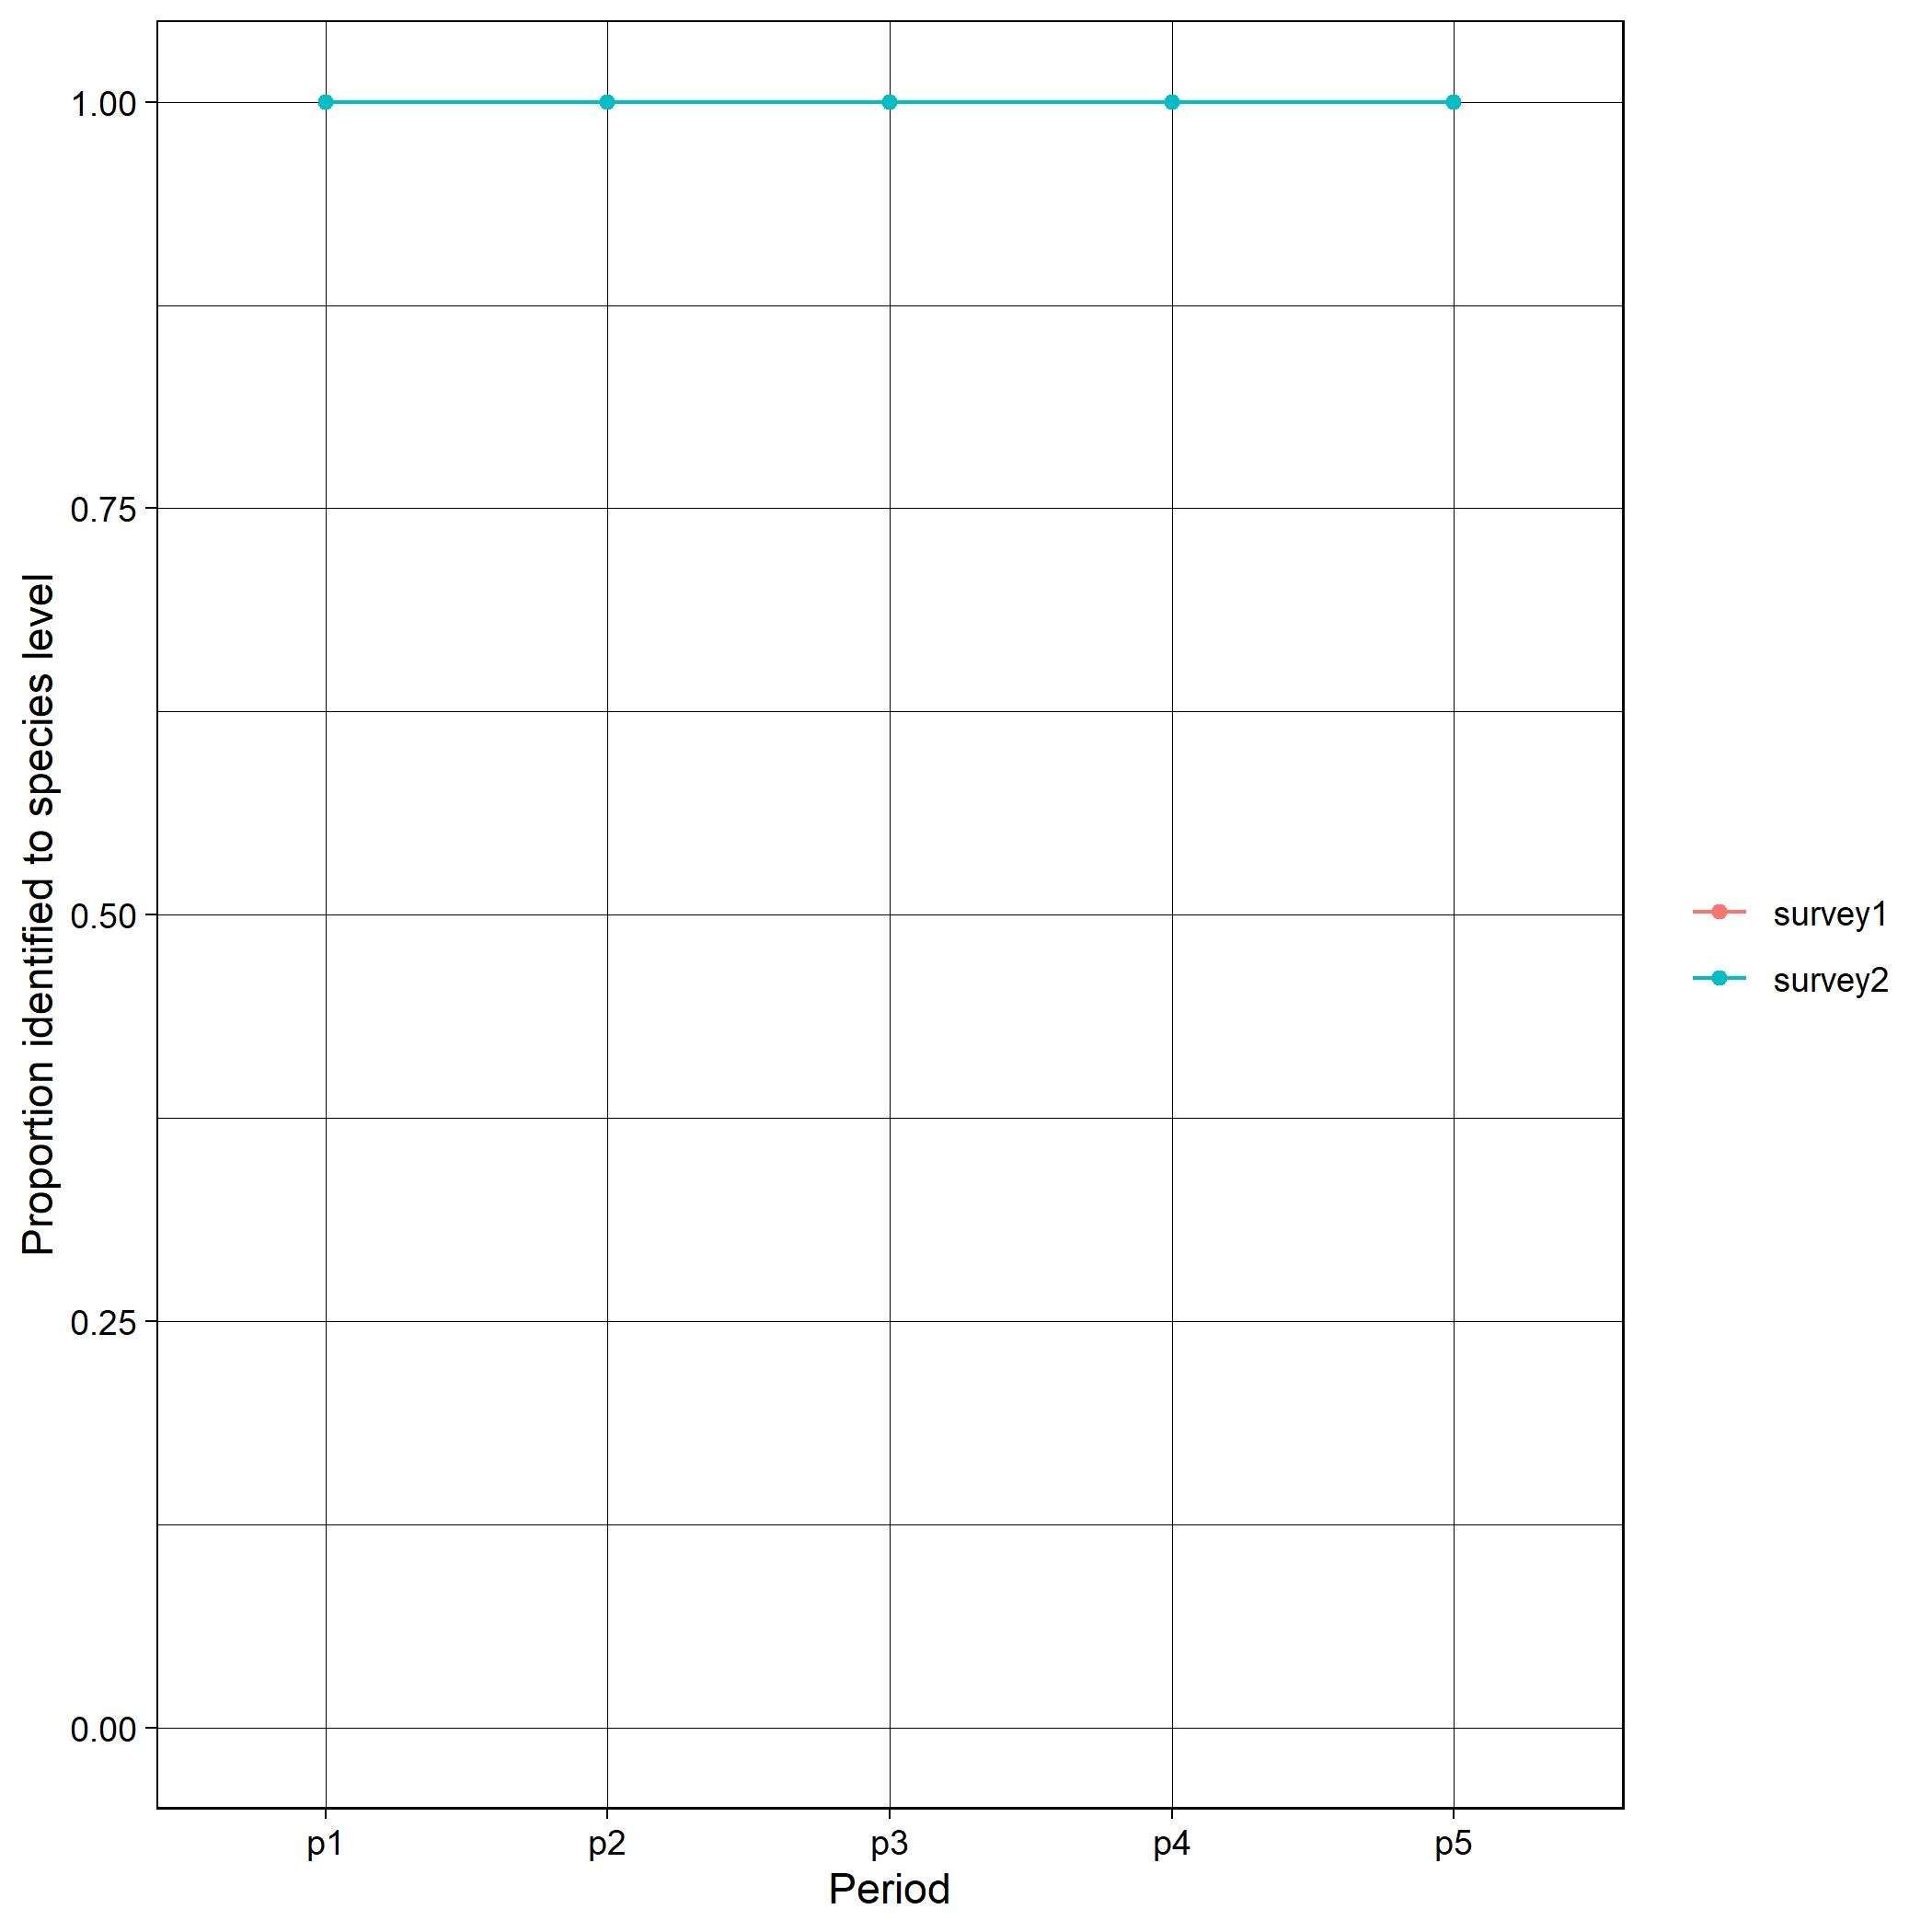 1.00
0.75
0.50
0.25
0.00
Proportion identified to species level
p1 p2 p3 p4 p5
Period
survey1
survey2